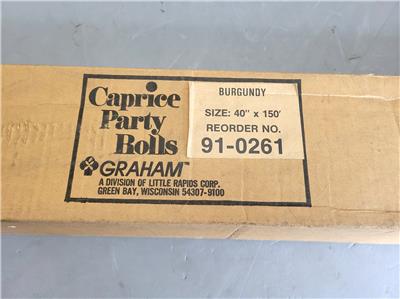 Caprice
Party
Rolls
GRAHAM™
A DIVISION OF LITTLE RAPIDS CORP.
GREEN BAY, WISCONSIN 54307-9100
BURGUNDY
SIZE: 40" x 150'
REORDER NO.
91-0261